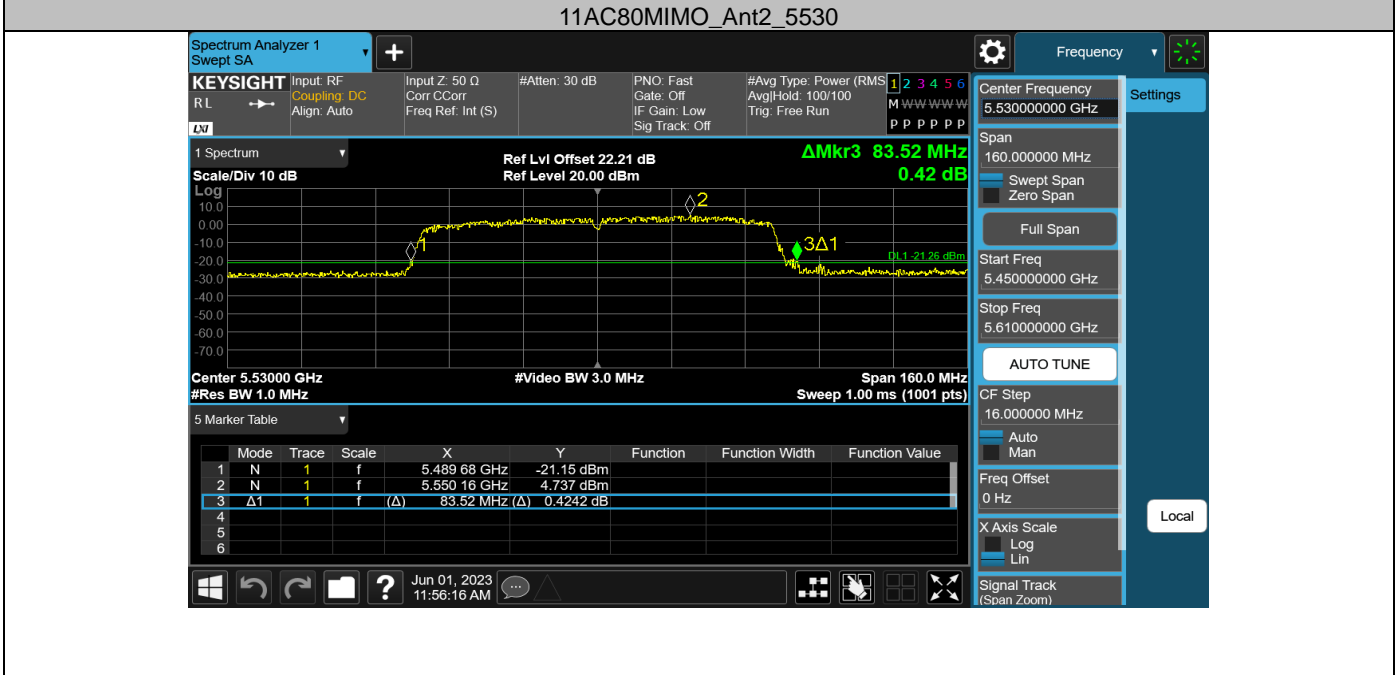 11AC80MIMO_Ant2_5530
Spectrum Analyzer 1
Swept SA
+
Frequency
KEYSIGHT
RL
LXI
Input: RF
Coupling: DC
Align: Auto
Input Z: 50 Ω
Corr CCorr
Freq Ref: Int (S)
#Atten: 30 dB
PNO: Fast
Gate: Off
IF Gain: Low
Sig Track: Off
#Avg Type: Power (RMS
Avg|Hold: 100/100
Trig: Free Run
1 2 3 4 5 6
M W W W W W
P P P P P P
1 Spectrum
Scale/Div 10 dB
Ref Lvl Offset 22.21 dB
Ref Level 20.00 dBm
ΔMkr3 83.52 MHz
0.42 dB
Log
10.0
0.00
-10.0
-20.0
-30.0
-40.0
-50.0
-60.0
-70.0
1
2
3Δ1
DL1 -21.26 dBm
Center 5.53000 GHz
#Video BW 3.0 MHz
Span 160.0 MHz
#Res BW 1.0 MHz
Sweep 1.00 ms (1001 pts)
5 Marker Table
Mode Trace Scale X Y Function Function Width Function Value
1 N 1 f 5.489 68 GHz -21.15 dBm
2 N 1 f 5.550 16 GHz 4.737 dBm
3 Δ1 1 f (Δ) 83.52 MHz (Δ) 0.4242 dB
4
5
6
?
Jun 01, 2023
11:56:16 AM
Center Frequency
5.530000000 GHz
Span
160.000000 MHz
Swept Span
Zero Span
Full Span
Start Freq
5.450000000 GHz
Stop Freq
5.610000000 GHz
AUTO TUNE
CF Step
16.000000 MHz
Auto
Man
Freq Offset
0 Hz
X Axis Scale
Log
Lin
Signal Track
(Span Zoom)
Settings
Local